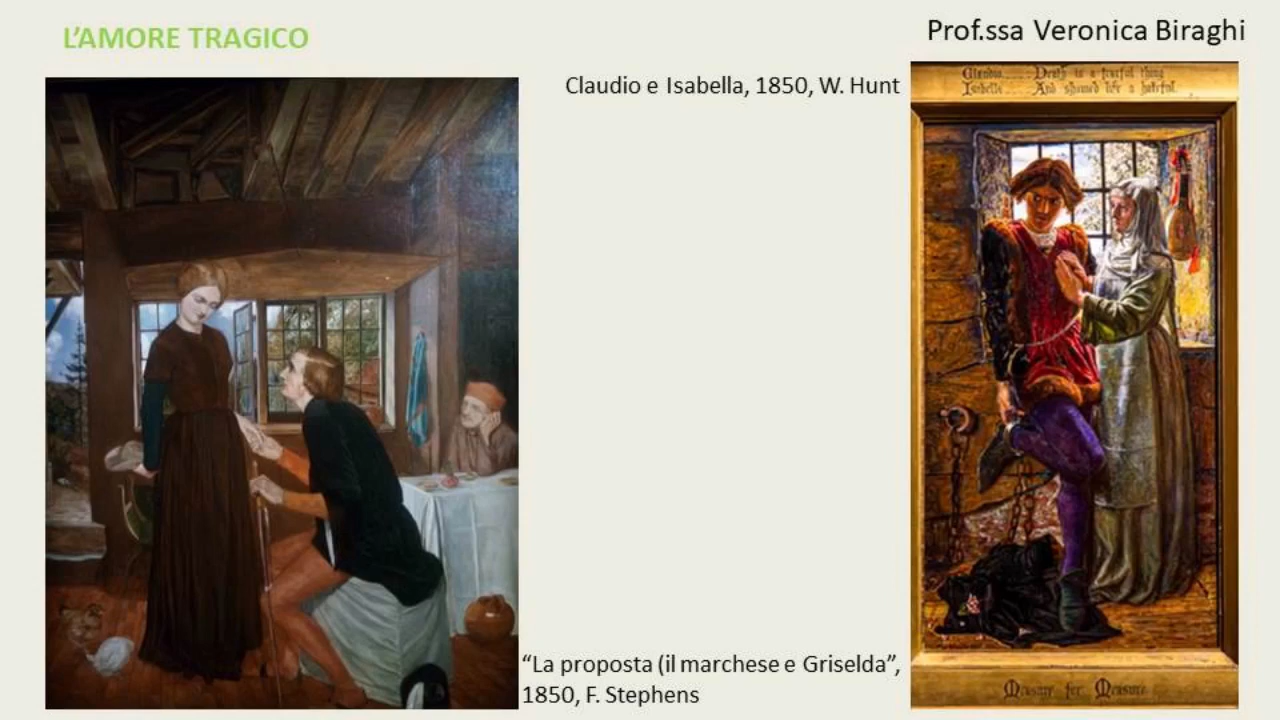 L'AMORE TRAGICO
Prof.ssa Veronica Biraghi
Claudio e Isabella, 1850, W. Hunt
Claudio...... Death is a fearful thing
Isabella ...And shamed life a hateful.
"La proposta (il marchese e Griselda",
1850, F. Stephens
Measure for Measure